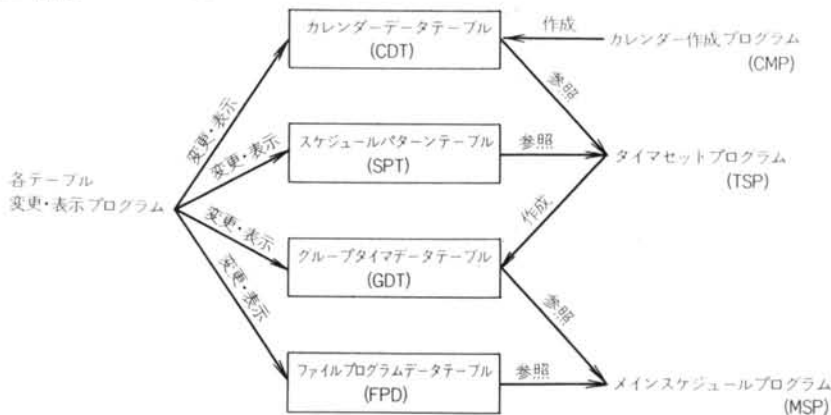 カレンダーデータテーブル
(CDT)
作成
カレンダー作成プログラム
(CMP)
変更・表示
参照
スケジュールパターンテーブル
(SPT)
変更・表示
参照
タイマセットプログラム
(TSP)
各テーブル
変更・表示プログラム
作成
変更・表示
グループタイマデータテーブル
(GDT)
変更・表示
参照
ファイルプログラムデータテーブル
(FPD)
参照
メインスケジュールプログラム
(MSP)